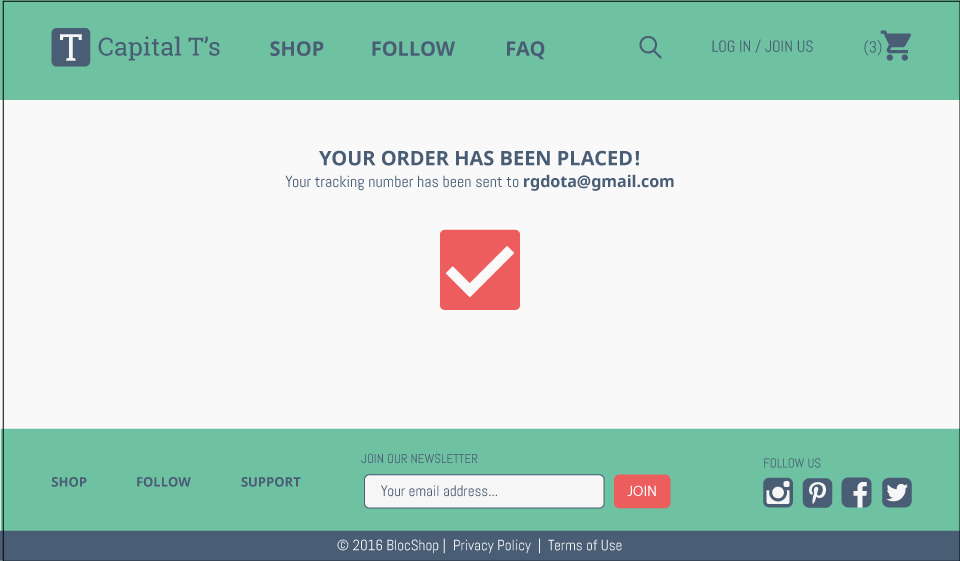 T Capital T's SHOP FOLLOW FAQ LOG IN / JOIN US (3)
YOUR ORDER HAS BEEN PLACED!
Your tracking number has been sent to rgdota@gmail.com
JOIN OUR NEWSLETTER
FOLLOW US
SHOP FOLLOW SUPPORT
Your email address... JOIN
© 2016 BlocShop | Privacy Policy | Terms of Use